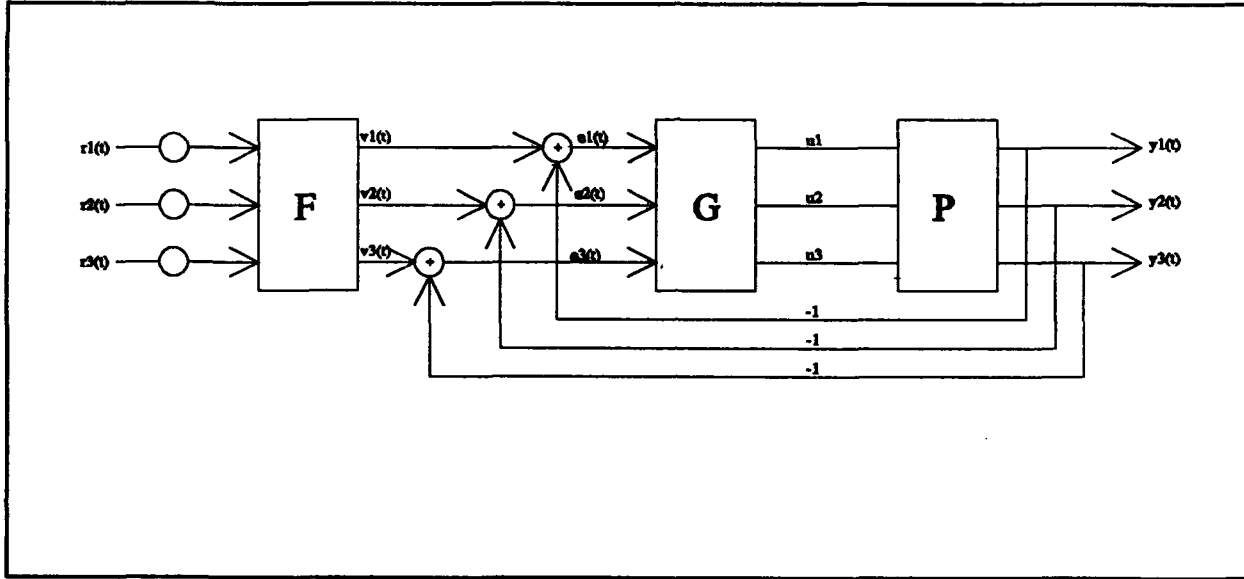 r1(t) v1(t) + e1(t) u1 y1(t)
r2(t) F v2(t) + e2(t) G u2 P y2(t)
r3(t) v3(t) + e3(t) u3 y3(t)
-1
-1
-1